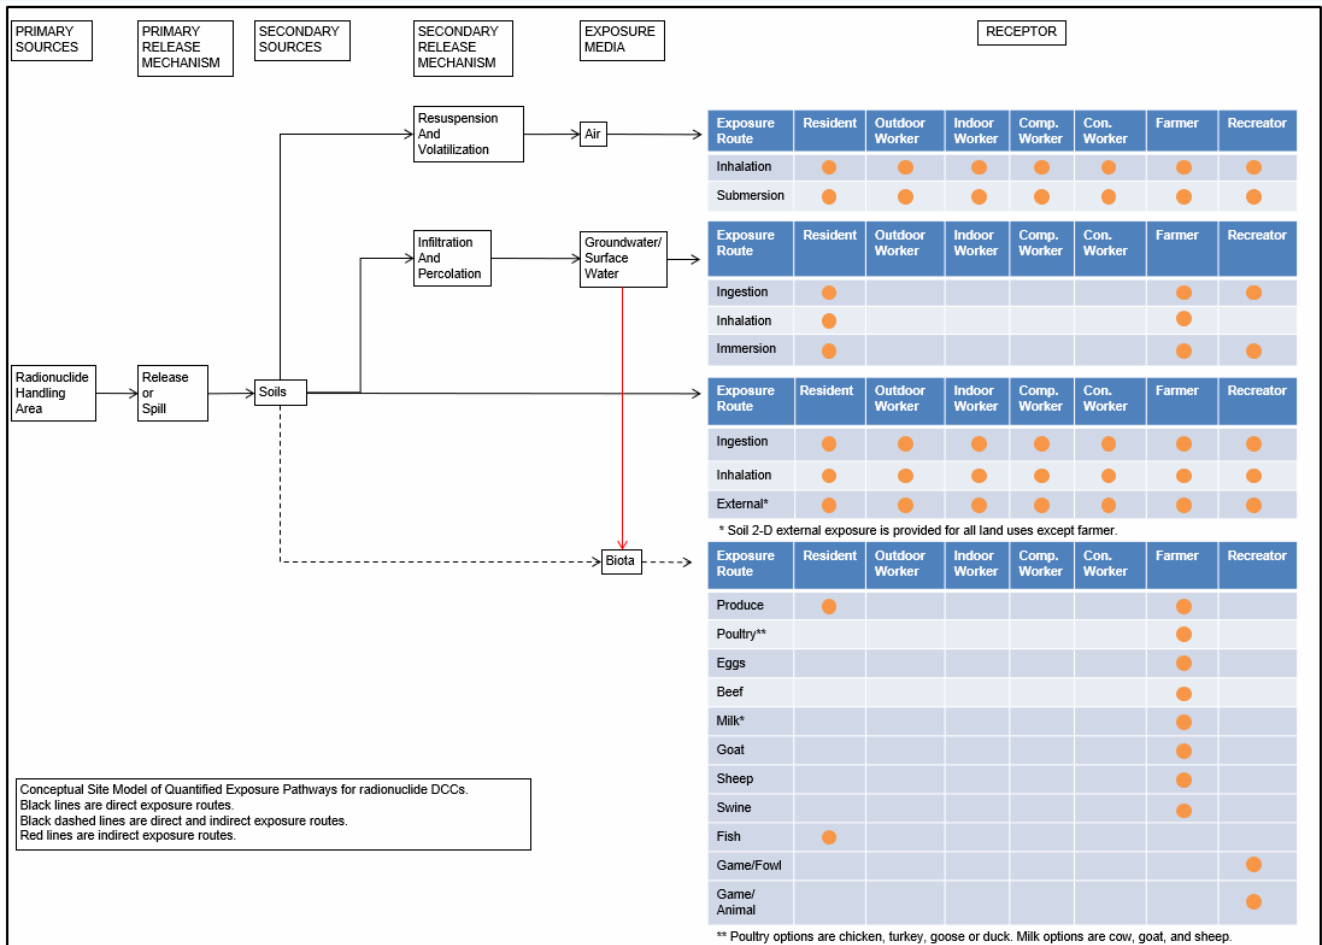 PRIMARY
SOURCES
PRIMARY
RELEASE
MECHANISM
SECONDARY
SOURCES
SECONDARY
RELEASE
MECHANISM
EXPOSURE
MEDIA
RECEPTOR
Resuspension
And
Volatilization
Air
Exposure
Route
Resident
Outdoor
Worker
Indoor
Worker
Comp.
Worker
Con.
Worker
Farmer
Recreator
Inhalation
Submersion
Infiltration
And
Percolation
Groundwater/
Surface
Water
Exposure
Route
Resident
Outdoor
Worker
Indoor
Worker
Comp.
Worker
Con.
Worker
Farmer
Recreator
Ingestion
Inhalation
Immersion
Radionuclide
Handling
Area
Release
or
Spill
Soils
Exposure
Route
Resident
Outdoor
Worker
Indoor
Worker
Comp.
Worker
Con.
Worker
Farmer
Recreator
Ingestion
Inhalation
External*
* Soil 2-D external exposure is provided for all land uses except farmer.
Biota
Exposure
Route
Resident
Outdoor
Worker
Indoor
Worker
Comp.
Worker
Con.
Worker
Farmer
Recreator
Produce
Poultry**
Eggs
Beef
Milk*
Goat
Sheep
Swine
Fish
Game/Fowl
Game/
Animal
** Poultry options are chicken, turkey, goose or duck. Milk options are cow, goat, and sheep.
Conceptual Site Model of Quantified Exposure Pathways for radionuclide DCCs.
Black lines are direct exposure routes.
Black dashed lines are direct and indirect exposure routes.
Red lines are indirect exposure routes.